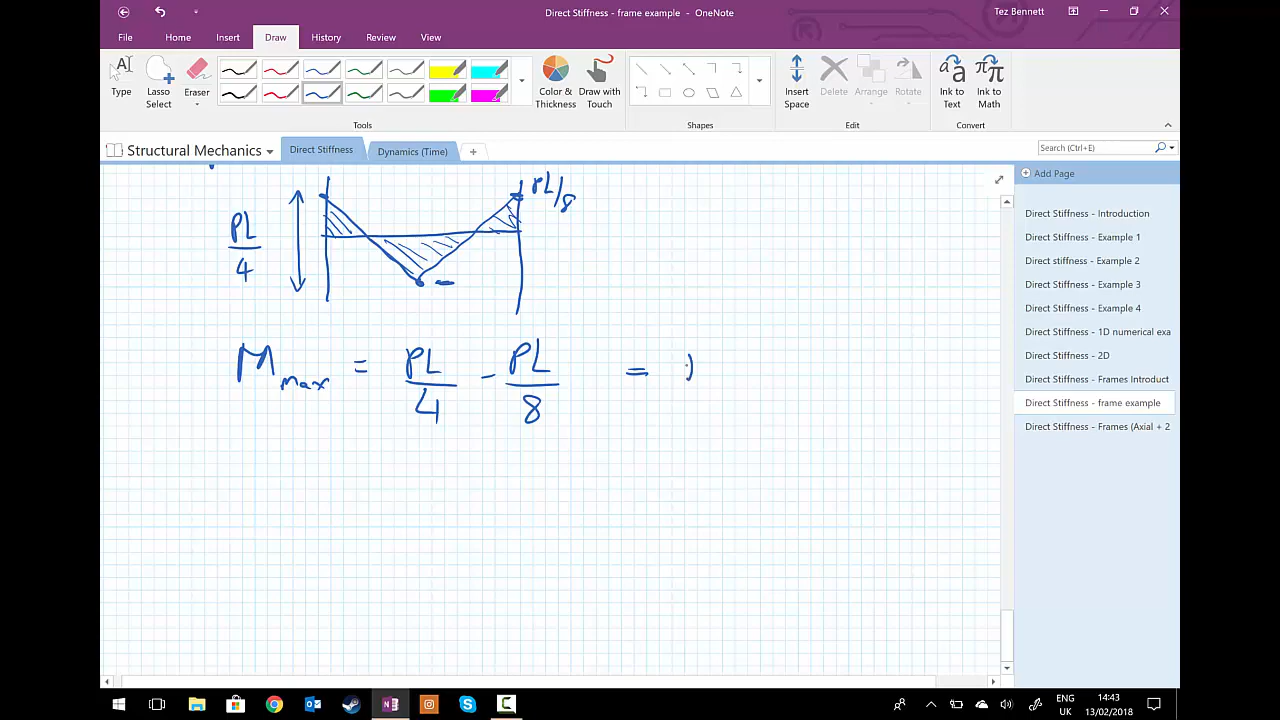 Direct Stiffness - frame example - OneNote
Tez Bennett
File Home Insert Draw History Review View
Type
Lasso Select
Eraser
Color & Thickness
Draw with Touch
Insert Space
Delete
Arrange
Rotate
Ink to Text
Ink to Math
Tools
Shapes
Edit
Convert
Structural Mechanics
Direct Stiffness
Dynamics (Time)
Search (Ctrl+E)
Add Page
Direct Stiffness - Introduction
Direct Stiffness - Example 1
Direct stiffness - Example 2
Direct Stiffness - Example 3
Direct Stiffness - Example 4
Direct Stiffness - 1D numerical exa
Direct Stiffness - 2D
Direct Stiffness - Frames Introduct
Direct Stiffness - frame example
Direct Stiffness - Frames (Axial + 2
PL/8
PL/4
M max = PL/4 - PL/8 =
ENG
UK
14:43
13/02/2018